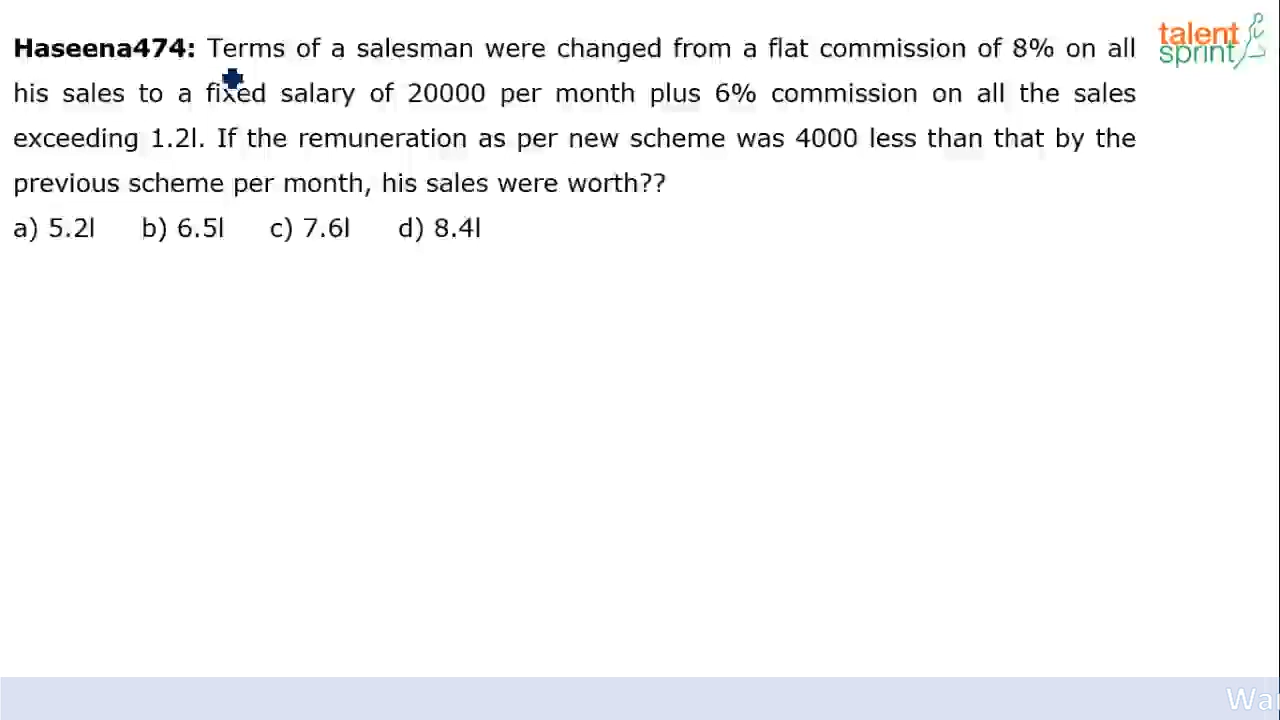 Haseena474: Terms of a salesman were changed from a flat commission of 8% on all
his sales to a fixed salary of 20000 per month plus 6% commission on all the sales
exceeding 1.2l. If the remuneration as per new scheme was 4000 less than that by the
previous scheme per month, his sales were worth??
a) 5.2l b) 6.5l c) 7.6l d) 8.4l
talent
sprint